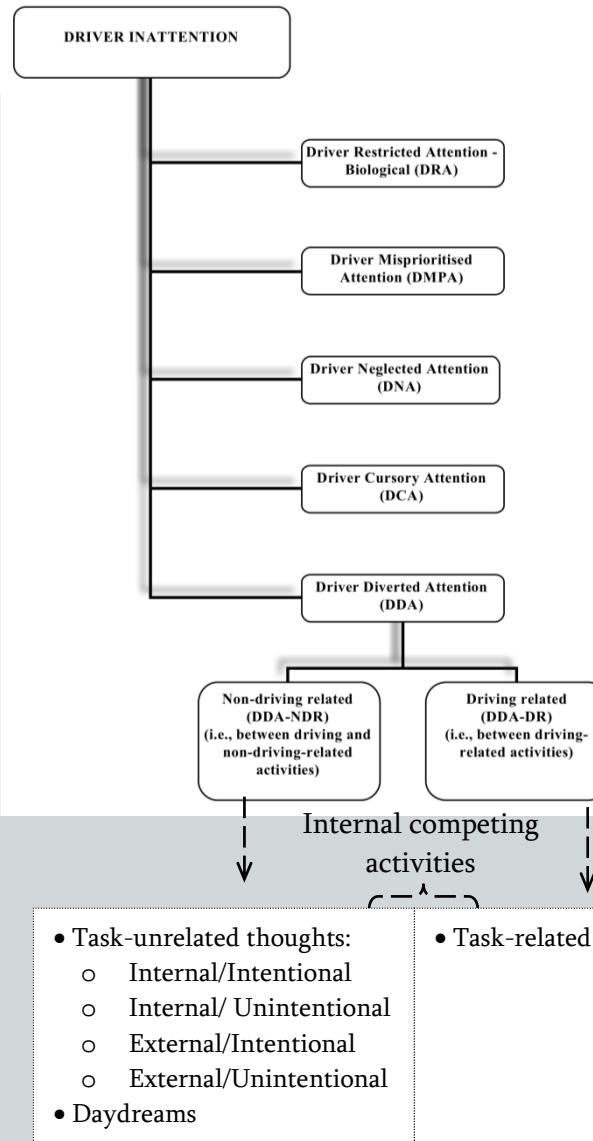 DRIVER INATTENTION
Driver Restricted Attention -
Biological (DRA)
Driver Misprioritised
Attention (DMPA)
Driver Neglected Attention
(DNA)
Driver Cursory Attention
(DCA)
Driver Diverted Attention
(DDA)
Non-driving related
(DDA-NDR)
(i.e., between driving and
non-driving-related
activities)
Driving related
(DDA-DR)
(i.e., between driving-
related activities)
Internal competing
activities
• Task-unrelated thoughts:
o Internal/Intentional
o Internal/ Unintentional
o External/Intentional
o External/Unintentional
• Daydreams
• Task-related